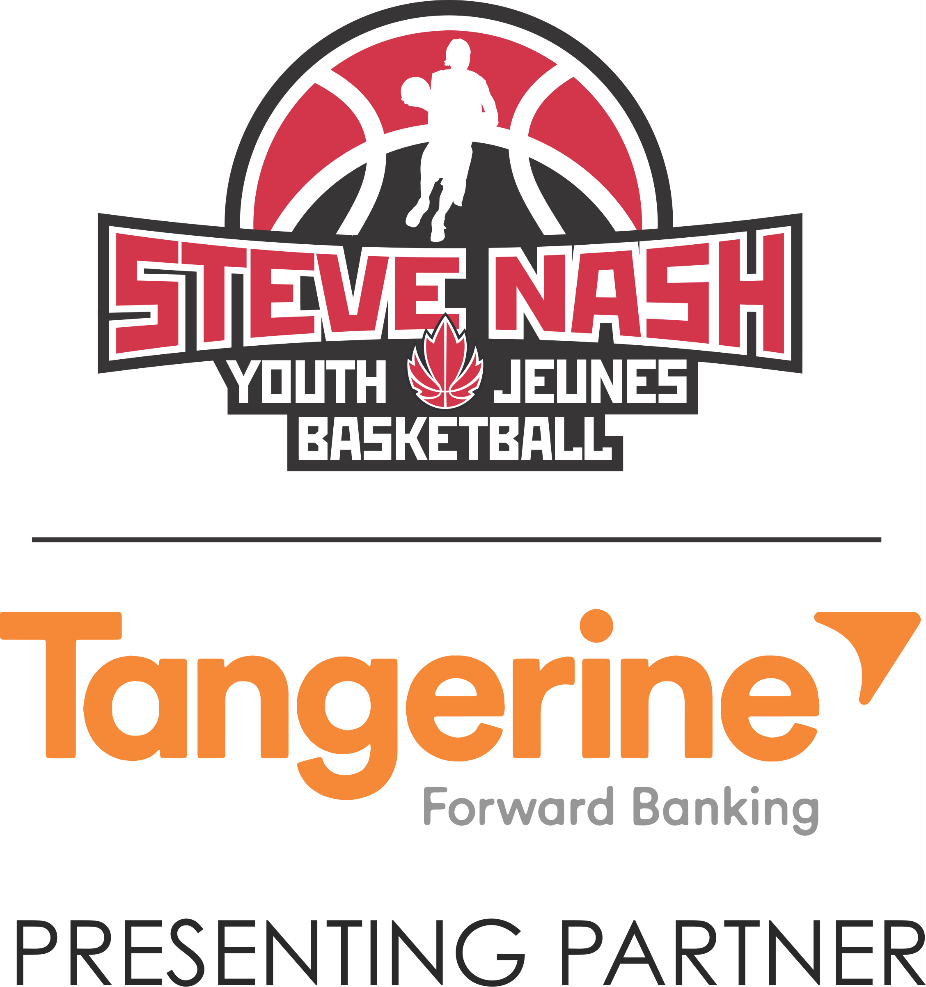 STEVE NASH
YOUTH JEUNES
BASKETBALL
Tangerine
Forward Banking
PRESENTING PARTNER